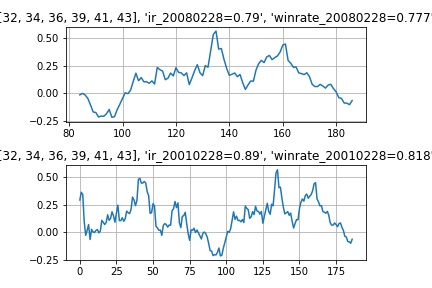 [32, 34, 36, 39, 41, 43], 'ir_20080228=0.79', 'winrate_20080228=0.777'
0.50
0.25
0.00
−0.25
80 100 120 140 160 180
[32, 34, 36, 39, 41, 43], 'ir_20010228=0.89', 'winrate_20010228=0.818'
0.50
0.25
0.00
−0.25
0 25 50 75 100 125 150 175